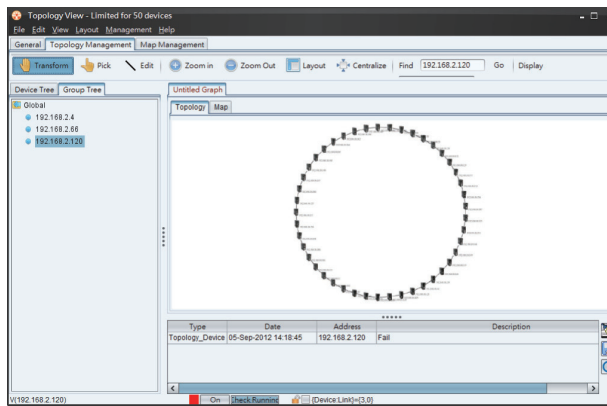 Topology View - Limited for 50 devices
File Edit View Layout Management Help
General Topology Management Map Management
Transform Pick Edit Zoom in Zoom Out Layout Centralize Find 192.168.2.120 Go Display
Device Tree Group Tree Untitled Graph
Global
192.168.2.4
192.168.2.66
192.168.2.120
Topology Map
Type Date Address Description
Topology_Device 05-Sep-2012 14:18:45 192.168.2.120 Fail
V(192.168.2.120) On Check Running {Device:Link}={3,0}